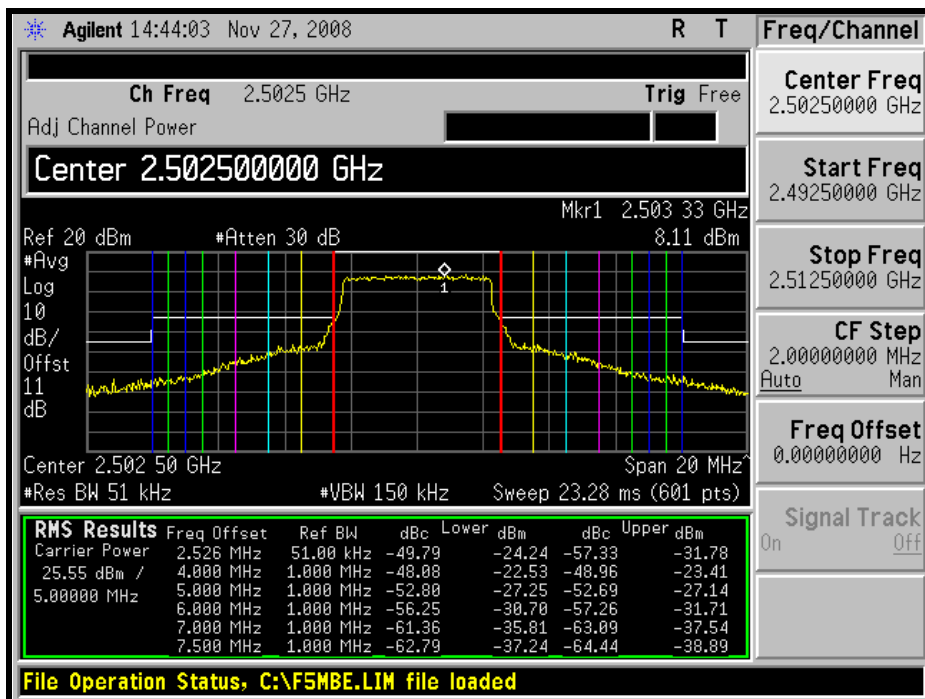 Agilent 14:44:03 Nov 27, 2008 R T Freq/Channel
Ch Freq 2.5025 GHz Trig Free
Adj Channel Power
Center 2.502500000 GHz
Mkr1 2.503 33 GHz
Ref 20 dBm #Atten 30 dB 8.11 dBm
#Avg
Log
10
dB/
Offst
11
dB
1
Center 2.502 50 GHz Span 20 MHz^
#Res BW 51 kHz #VBW 150 kHz Sweep 23.28 ms (601 pts)
RMS Results Freq Offset Ref BW dBc Lower dBm dBc Upper dBm
Carrier Power 2.526 MHz 51.00 kHz -49.79 -24.24 -57.33 -31.78
25.55 dBm / 4.000 MHz 1.000 MHz -48.08 -22.53 -48.96 -23.41
5.00000 MHz 5.000 MHz 1.000 MHz -52.80 -27.25 -52.69 -27.14
6.000 MHz 1.000 MHz -56.25 -30.70 -57.26 -31.71
7.000 MHz 1.000 MHz -61.36 -35.81 -63.09 -37.54
7.500 MHz 1.000 MHz -62.79 -37.24 -64.44 -38.89
File Operation Status, C:\F5MBE.LIM file loaded
Center Freq
2.50250000 GHz
Start Freq
2.49250000 GHz
Stop Freq
2.51250000 GHz
CF Step
2.00000000 MHz
Auto Man
Freq Offset
0.00000000 Hz
Signal Track
On Off